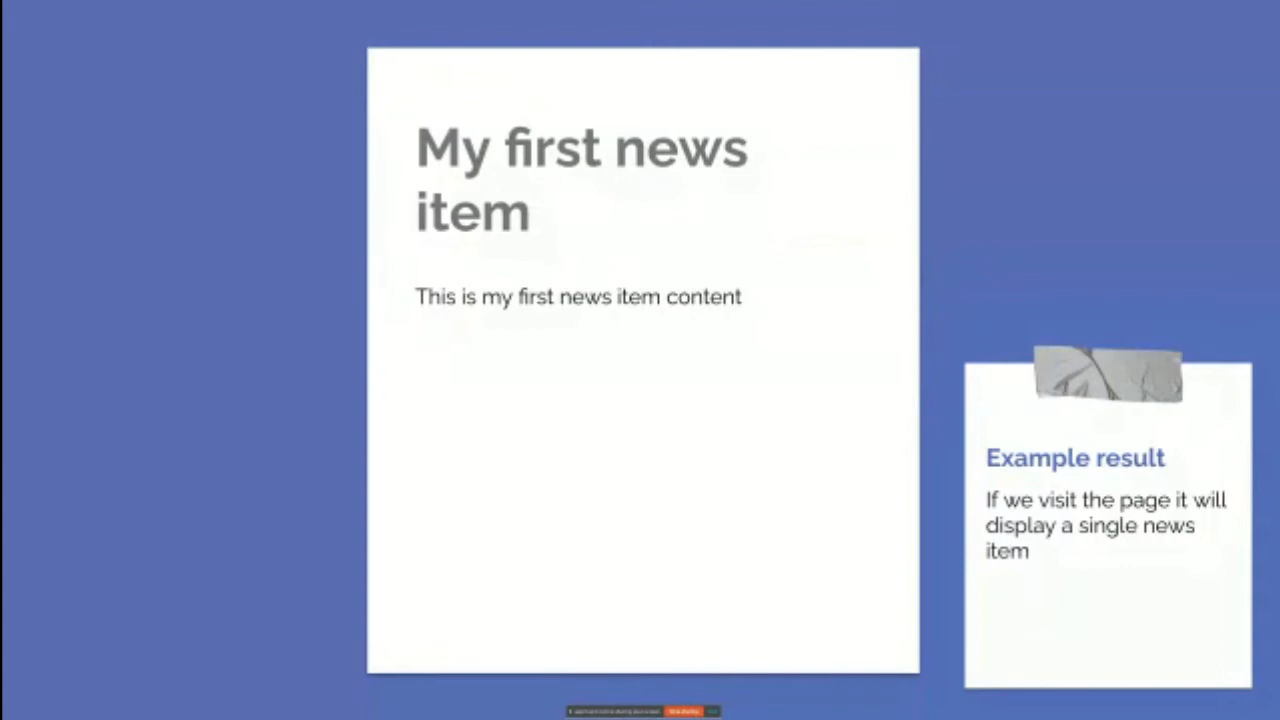 My first news
item
This is my first news item content
Example result
If we visit the page it will
display a single news
item